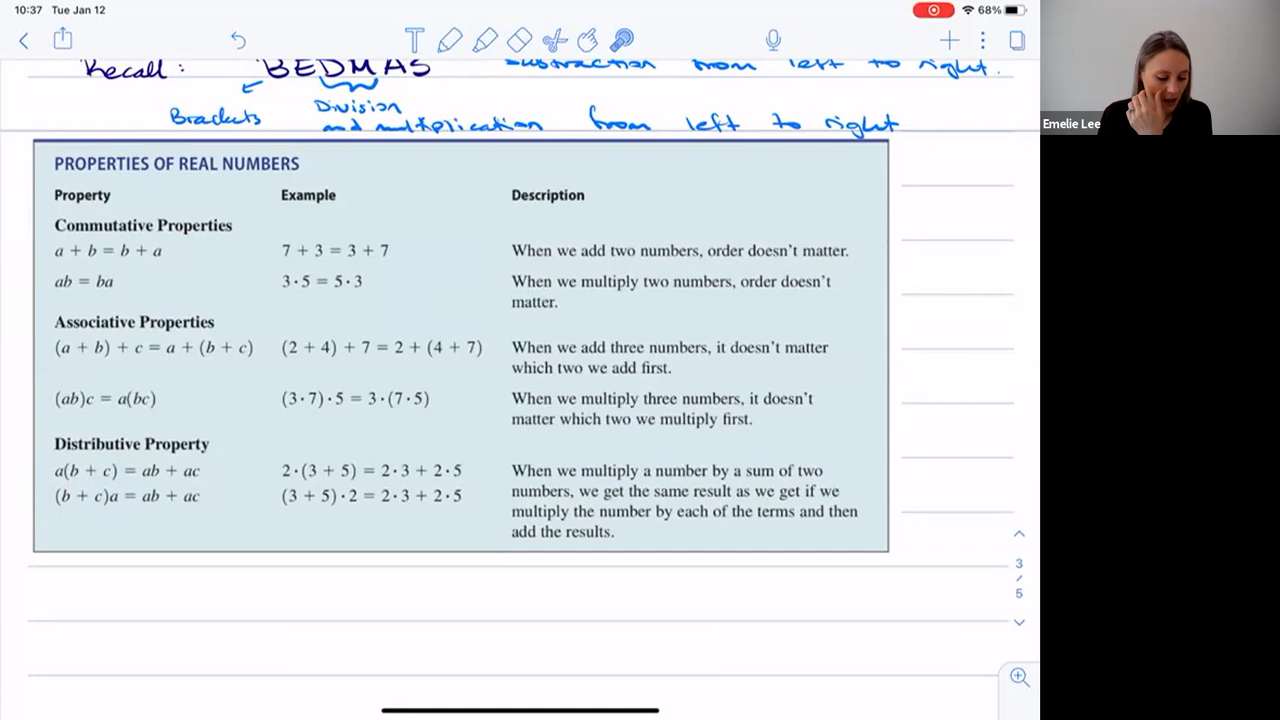 10:37 Tue Jan 12
68%
Recall: BEDMAS subtraction from left to right.
Brackets Division
and multiplication from left to right
Emelie Lee
PROPERTIES OF REAL NUMBERS
Property Example Description
Commutative Properties
a + b = b + a 7 + 3 = 3 + 7 When we add two numbers, order doesn't matter.
ab = ba 3 · 5 = 5 · 3 When we multiply two numbers, order doesn't
matter.
Associative Properties
(a + b) + c = a + (b + c) (2 + 4) + 7 = 2 + (4 + 7) When we add three numbers, it doesn't matter
which two we add first.
(ab)c = a(bc) (3 · 7) · 5 = 3 · (7 · 5) When we multiply three numbers, it doesn't
matter which two we multiply first.
Distributive Property
a(b + c) = ab + ac 2 · (3 + 5) = 2 · 3 + 2 · 5 When we multiply a number by a sum of two
(b + c)a = ab + ac (3 + 5) · 2 = 2 · 3 + 2 · 5 numbers, we get the same result as we get if we
multiply the number by each of the terms and then
add the results.
3
/
5